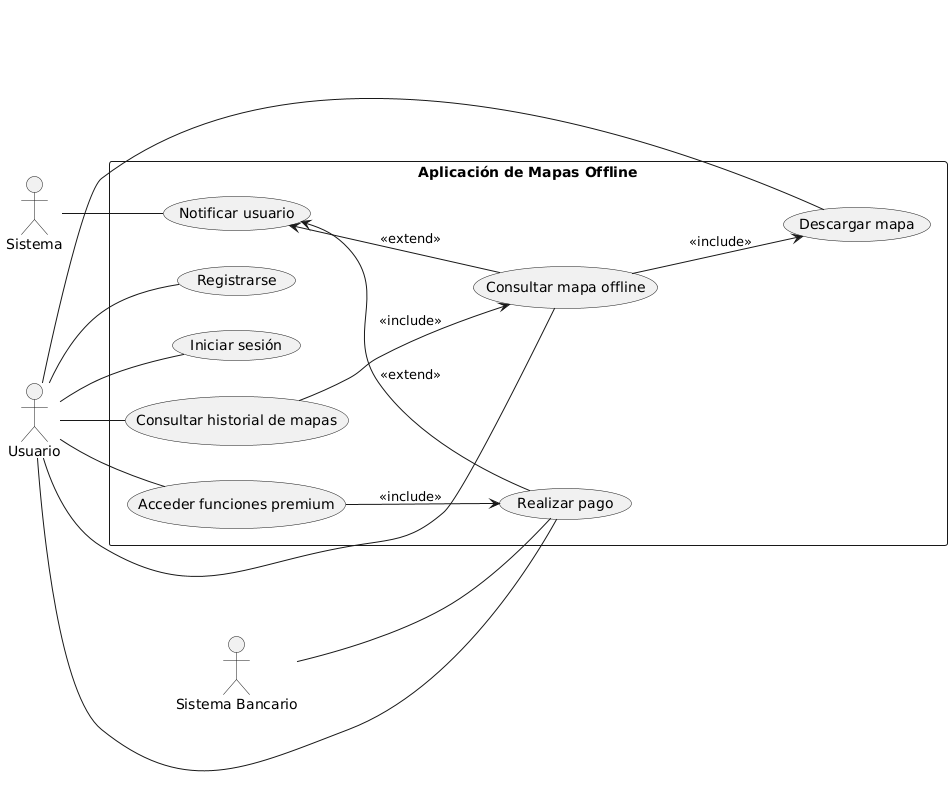 Aplicación de Mapas Offline
Sistema
Notificar usuario
Descargar mapa
«extend»
«include»
Registrarse
Consultar mapa offline
«include»
Iniciar sesión
«extend»
Usuario
Consultar historial de mapas
Acceder funciones premium
«include»
Realizar pago
Sistema Bancario